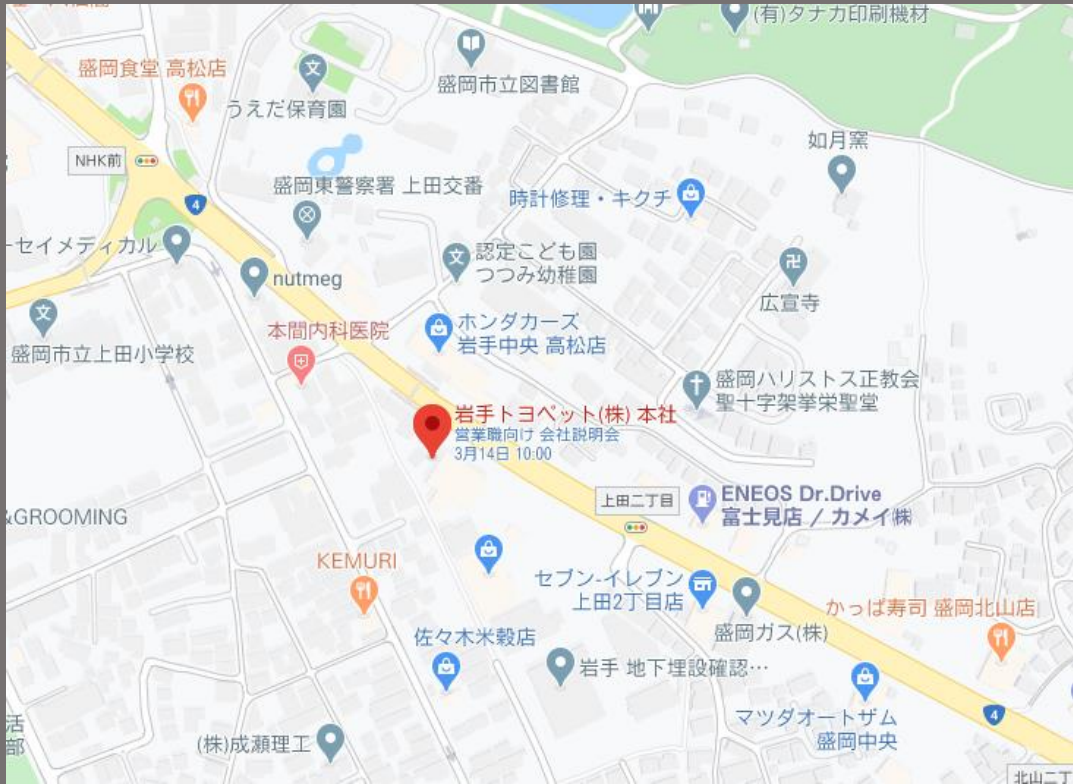 (有)タナカ印刷機材
盛岡食堂 高松店
盛岡市立図書館
うえだ保育園
如月窯
NHK前
盛岡東警察署 上田交番
時計修理・キクチ
4
ーセイメディカル
認定こども園
つつみ幼稚園
nutmeg
広宣寺
本間内科医院
ホンダカーズ
岩手中央 高松店
盛岡市立上田小学校
盛岡ハリストス正教会
聖十字架挙栄聖堂
岩手トヨペット(株) 本社
営業職向け 会社説明会
3月14日 10:00
上田二丁目
ENEOS Dr.Drive
富士見店 / カメイ㈱
&GROOMING
KEMURI
セブン-イレブン
上田2丁目店
かっぱ寿司 盛岡北山店
盛岡ガス(株)
佐々木米穀店
岩手 地下埋設確認…
マツダオートザム
盛岡中央
4
活
部
(株)成瀬理工
北山二丁